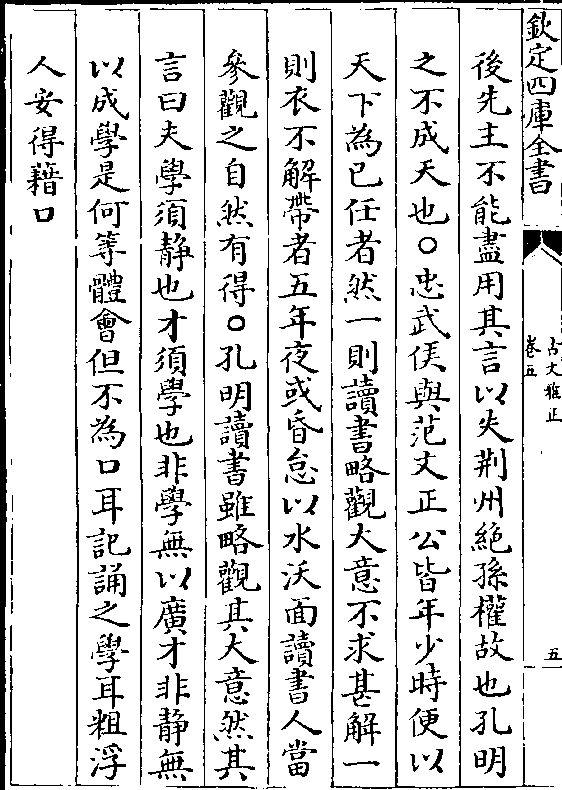 欽定四庫全書
古文雅正
卷五
五
後先主不能盡用其言以失荆州絶孫權故也孔明
之不成天也○忠武侯與范文正公皆年少時便以
天下為已任者然一則讀書略觀大意不求甚解一
則衣不解帶者五年夜或昏怠以水沃面讀書人當
參觀之自然有得○孔明讀書雖略觀其大意然其
言曰夫學須靜也才須學也非學無以廣才非靜無
以成學是何等體會但不為口耳記誦之學耳粗浮
人安得藉口